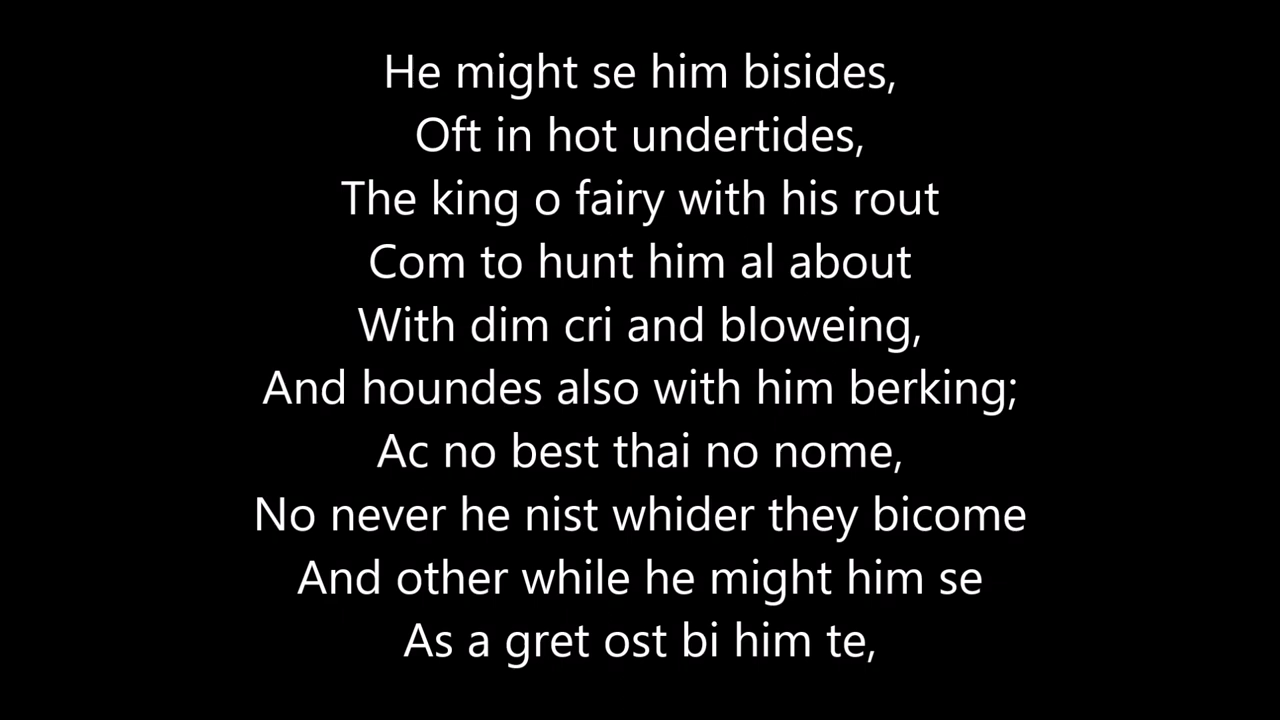 He might se him bisides,
Oft in hot undertides,
The king o fairy with his rout
Com to hunt him al about
With dim cri and bloweing,
And houndes also with him berking;
Ac no best thai no nome,
No never he nist whider they bicome
And other while he might him se
As a gret ost bi him te,